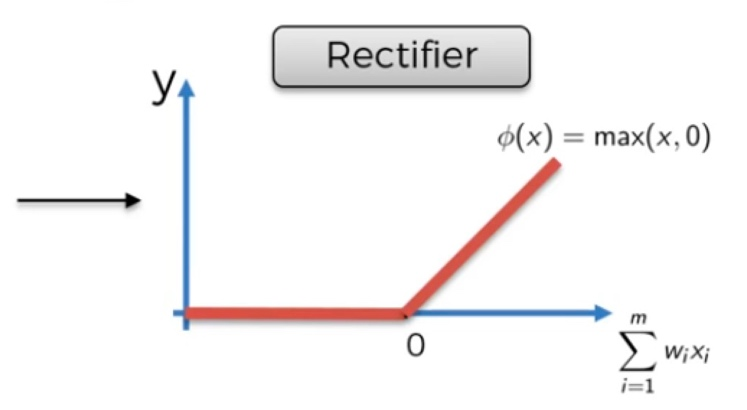 Rectifier
y
ϕ(x) = max(x, 0)
0
m
∑ wᵢxᵢ
i=1